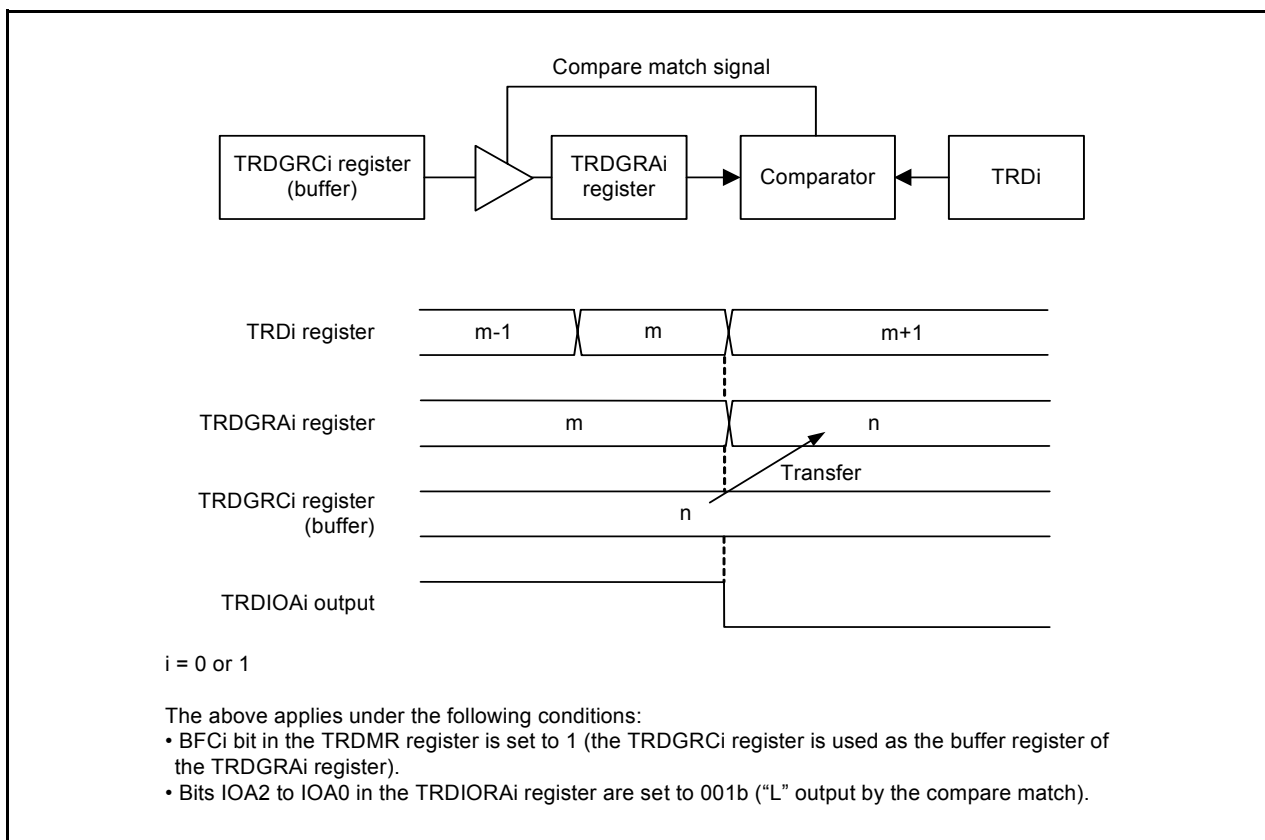 Compare match signal
TRDGRCi register
(buffer)
TRDGRAi
register
Comparator
TRDi
TRDi register
m-1
m
m+1
TRDGRAi register
m
n
Transfer
TRDGRCi register
(buffer)
n
TRDIOAi output
i = 0 or 1
The above applies under the following conditions:
• BFCi bit in the TRDMR register is set to 1 (the TRDGRCi register is used as the buffer register of
the TRDGRAi register).
• Bits IOA2 to IOA0 in the TRDIORAi register are set to 001b (“L” output by the compare match).